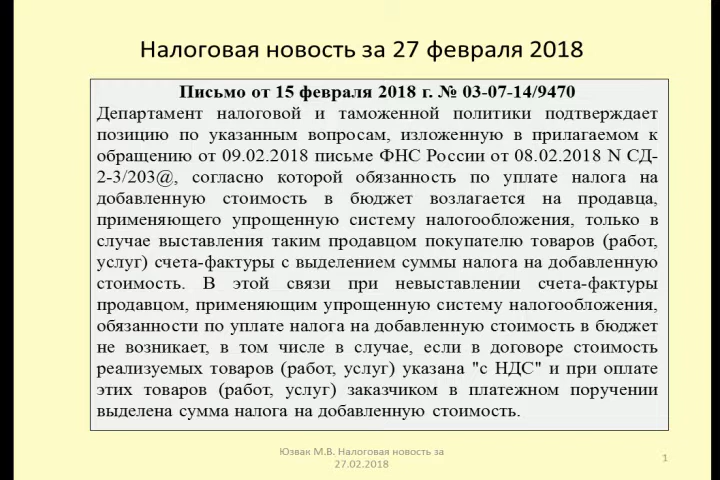 Налоговая новость за 27 февраля 2018
Письмо от 15 февраля 2018 г. № 03-07-14/9470
Департамент налоговой и таможенной политики подтверждает
позицию по указанным вопросам, изложенную в прилагаемом к
обращению от 09.02.2018 письме ФНС России от 08.02.2018 N СД-
2-3/203@, согласно которой обязанность по уплате налога на
добавленную стоимость в бюджет возлагается на продавца,
применяющего упрощенную систему налогообложения, только в
случае выставления таким продавцом покупателю товаров (работ,
услуг) счета-фактуры с выделением суммы налога на добавленную
стоимость. В этой связи при невыставлении счета-фактуры
продавцом, применяющим упрощенную систему налогообложения,
обязанности по уплате налога на добавленную стоимость в бюджет
не возникает, в том числе в случае, если в договоре стоимость
реализуемых товаров (работ, услуг) указана "с НДС" и при оплате
этих товаров (работ, услуг) заказчиком в платежном поручении
выделена сумма налога на добавленную стоимость.
Юзвак М.В. Налоговая новость за
27.02.2018
1